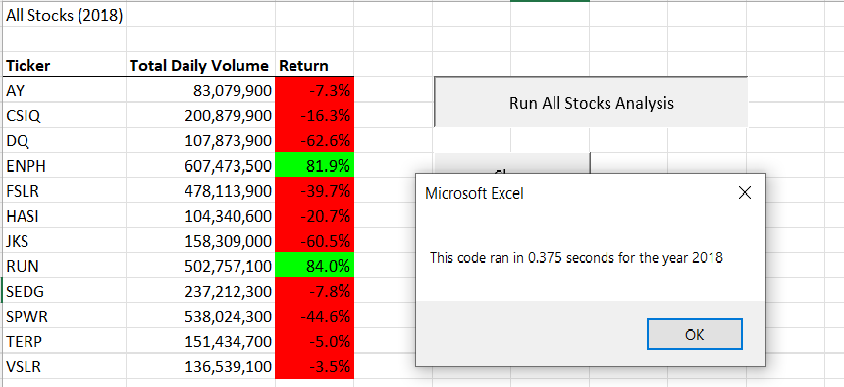 All Stocks (2018)
Ticker Total Daily Volume Return
AY 83,079,900 -7.3%
CSIQ 200,879,900 -16.3%
DQ 107,873,900 -62.6%
ENPH 607,473,500 81.9%
FSLR 478,113,900 -39.7%
HASI 104,340,600 -20.7%
JKS 158,309,000 -60.5%
RUN 502,757,100 84.0%
SEDG 237,212,300 -7.8%
SPWR 538,024,300 -44.6%
TERP 151,434,700 -5.0%
VSLR 136,539,100 -3.5%
Run All Stocks Analysis
Microsoft Excel
This code ran in 0.375 seconds for the year 2018
OK